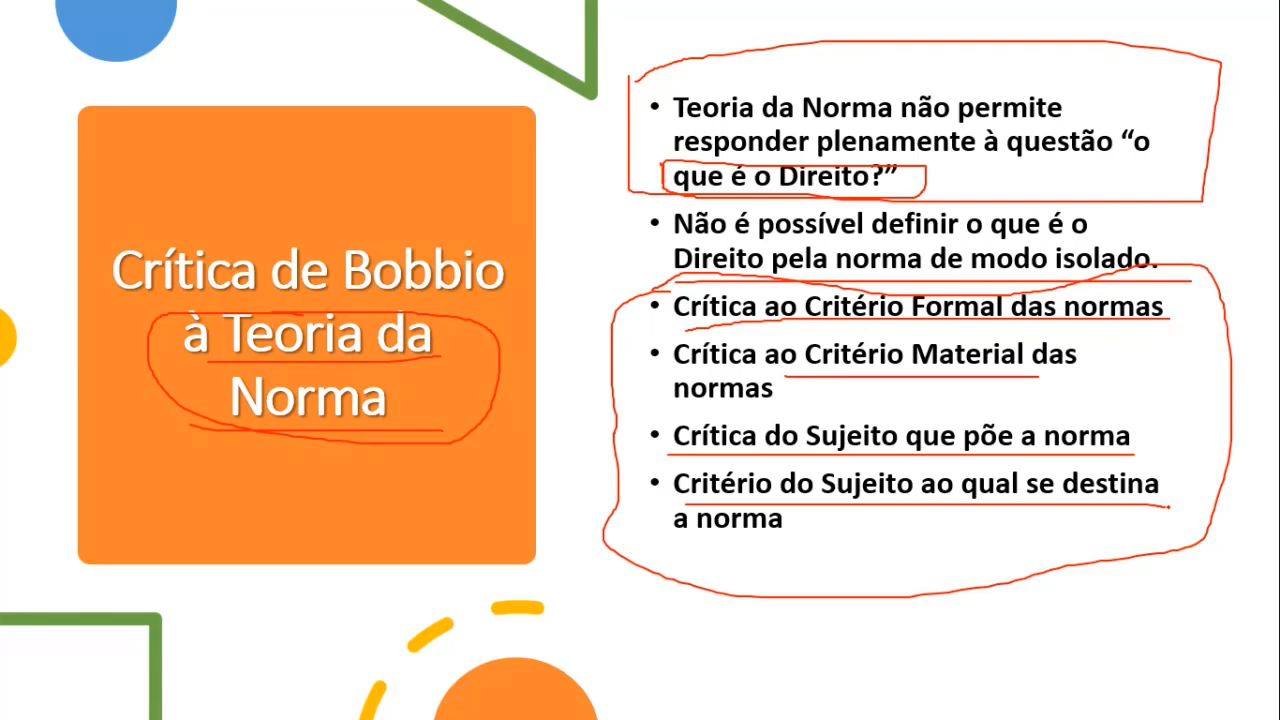 Crítica de Bobbio
à Teoria da
Norma
• Teoria da Norma não permite
responder plenamente à questão “o
que é o Direito?”
• Não é possível definir o que é o
Direito pela norma de modo isolado.
• Crítica ao Critério Formal das normas
• Crítica ao Critério Material das
normas
• Crítica do Sujeito que põe a norma
• Critério do Sujeito ao qual se destina
a norma